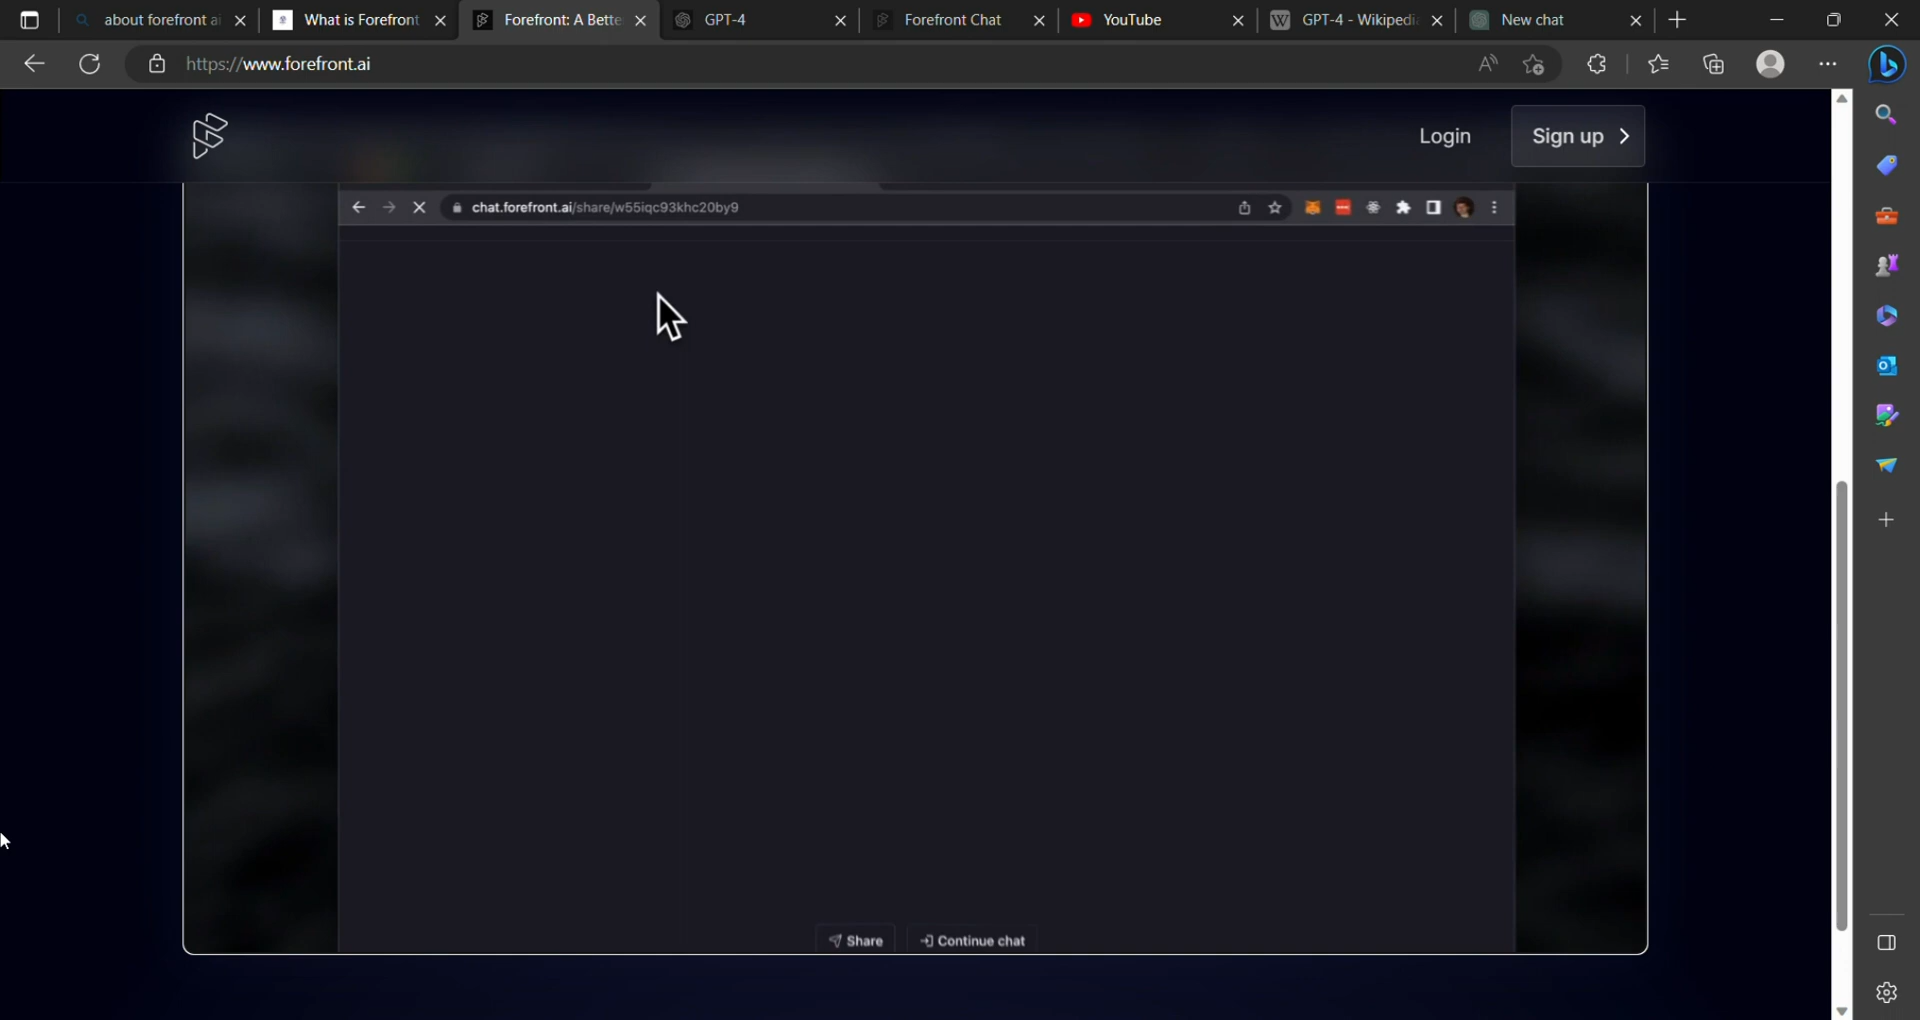 about forefront ai
What is Forefront
Forefront: A Bette
GPT-4
Forefront Chat
YouTube
GPT-4 - Wikipedi
New chat
https://www.forefront.ai
Login
Sign up
chat.forefront.ai/share/w55iqc93khc20by9
Share
Continue chat